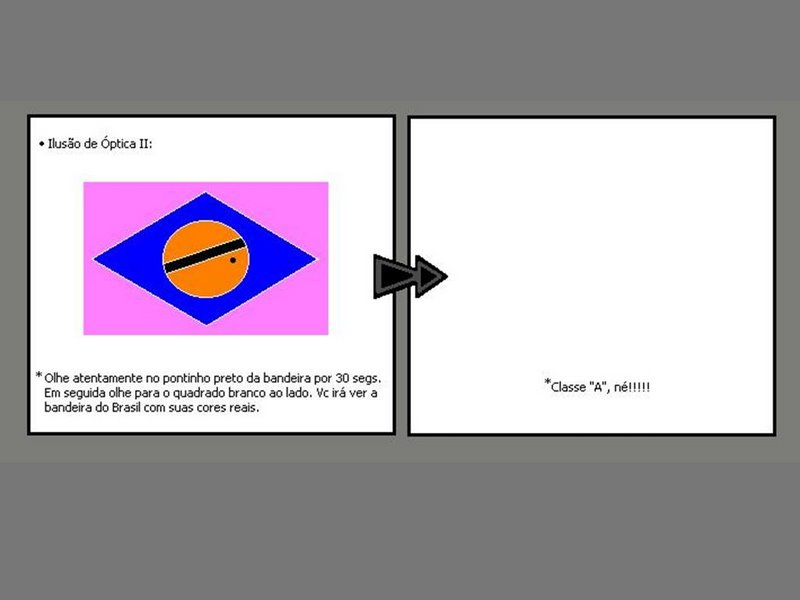 • Ilusão de Óptica II:
* Olhe atentamente no pontinho preto da bandeira por 30 segs.
Em seguida olhe para o quadrado branco ao lado. Vc irá ver a
bandeira do Brasil com suas cores reais.
*Classe "A", né!!!!!